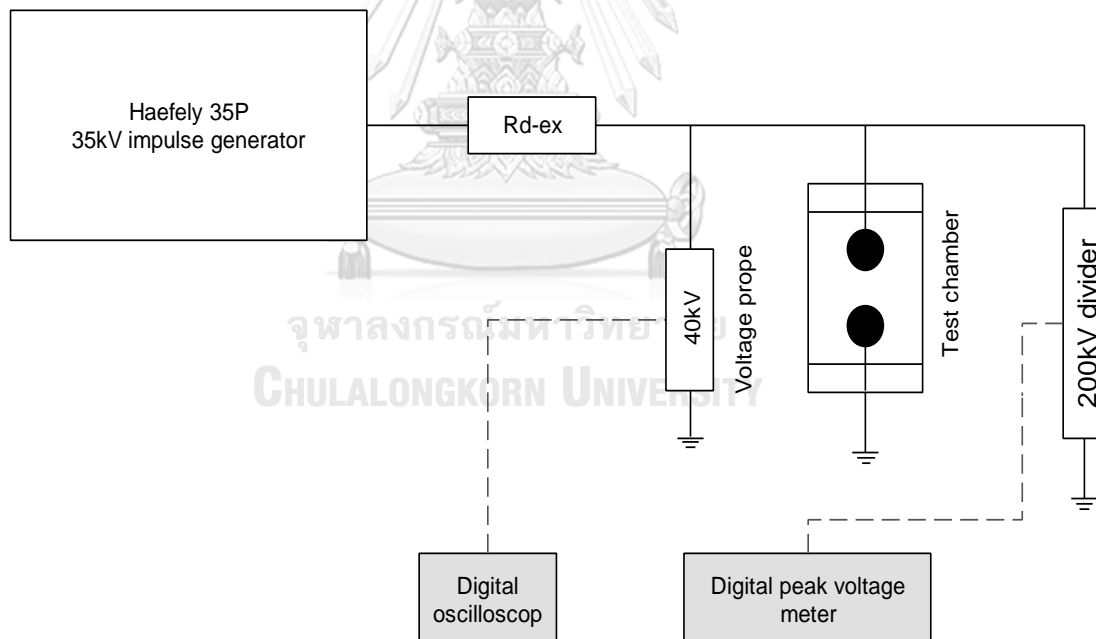 Haefely 35P
35kV impulse generator
Rd-ex
40kV
Voltage prope
Test chamber
200kV divider
จุฬาลงกรณ์มหาวิทยาลัย
CHULALONGKORN UNIVERSITY
Digital
oscilloscop
Digital peak voltage
meter